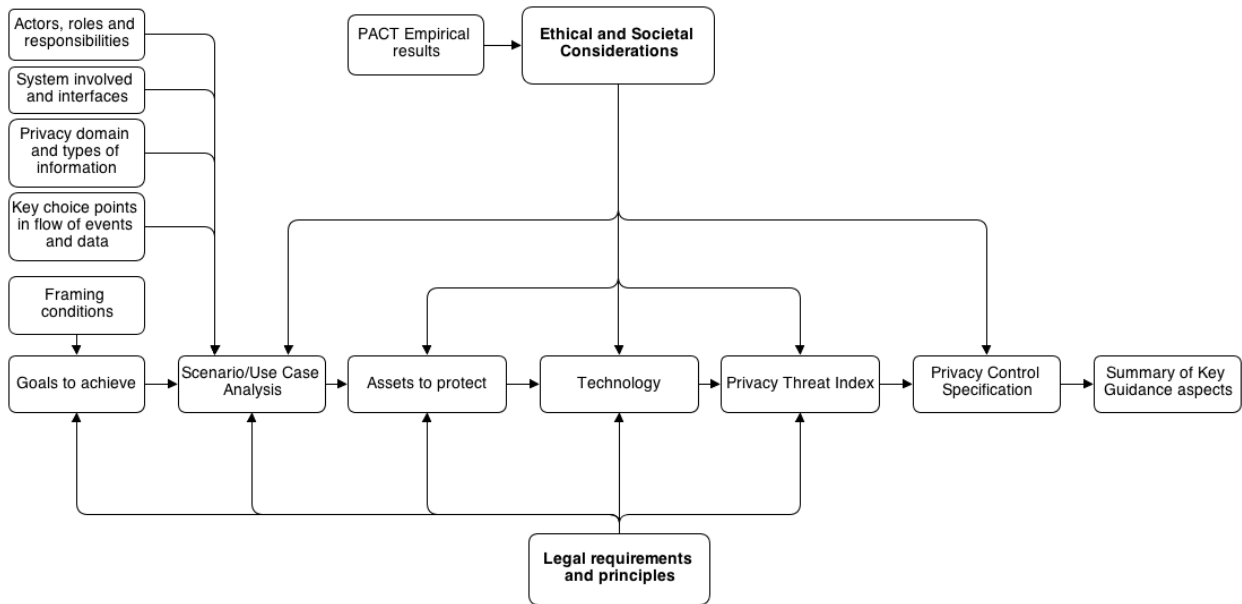 Actors, roles and
responsibilities
System involved
and interfaces
Privacy domain
and types of
information
Key choice points
in flow of events
and data
Framing
conditions
PACT Empirical
results
Ethical and Societal
Considerations
Goals to achieve
Scenario/Use Case
Analysis
Assets to protect
Technology
Privacy Threat Index
Privacy Control
Specification
Summary of Key
Guidance aspects
Legal requirements
and principles